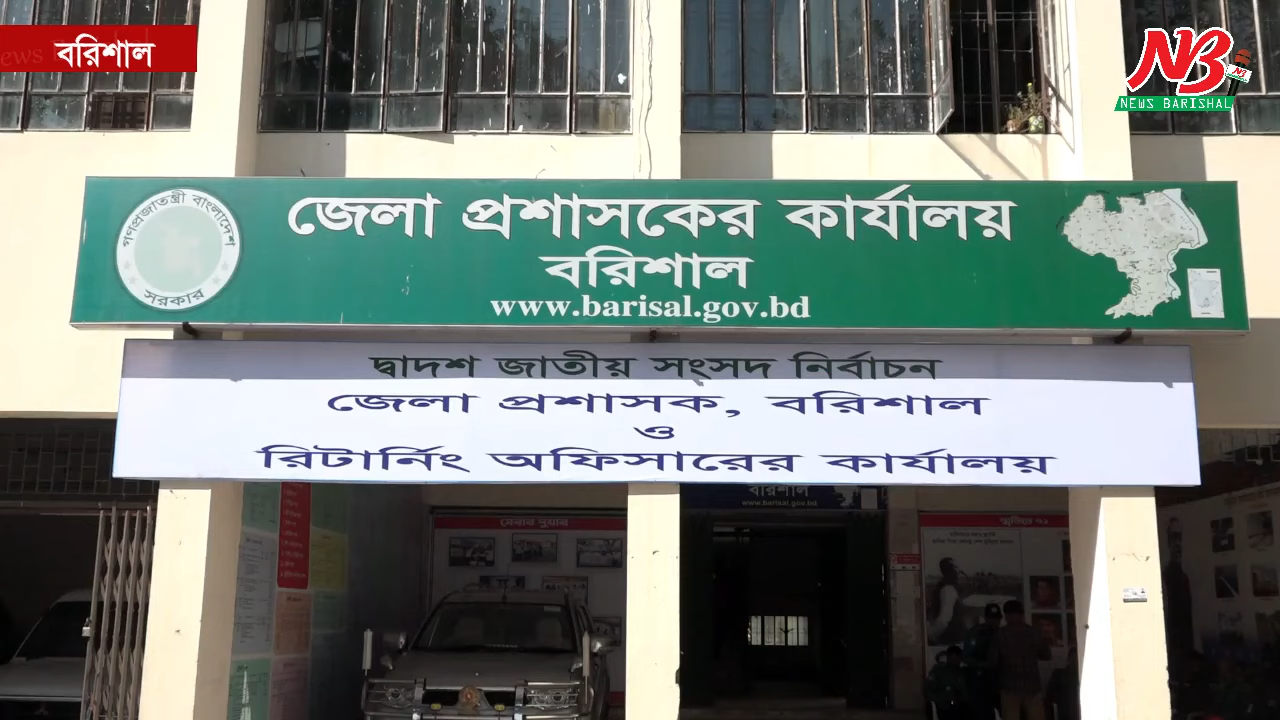 বরিশাল
NB
NEWS BARISHAL
গণপ্রজাতন্ত্রী বাংলাদেশ
সরকার
জেলা প্রশাসকের কার্যালয়
বরিশাল
www.barisal.gov.bd
দ্বাদশ জাতীয় সংসদ নির্বাচন
জেলা প্রশাসক, বরিশাল
ও
রিটার্নিং অফিসারের কার্যালয়
বরিশাল
www.barisal.gov.bd
সেবার দুয়ার